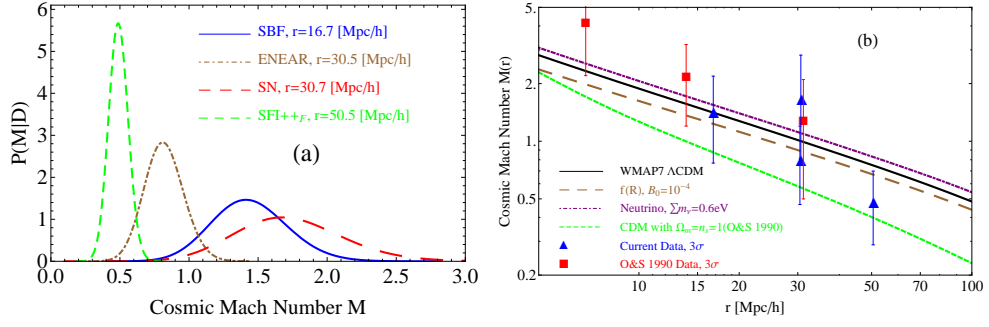 P(M|D)
6
5
4
3
2
1
0
0.0 0.5 1.0 1.5 2.0 2.5 3.0
Cosmic Mach Number M
SBF, r=16.7 [Mpc/h]
ENEAR, r=30.5 [Mpc/h]
SN, r=30.7 [Mpc/h]
SFI++F, r=50.5 [Mpc/h]
(a)
Cosmic Mach Number M(r)
5.
2.
1.
0.5
0.2
10 15 20 30 50 70 100
r [Mpc/h]
(b)
WMAP7 ΛCDM
f(R), B₀=10⁻⁴
Neutrino, ∑mᵥ=0.6eV
CDM with Ωₘ=nₛ=1(O&S 1990)
Current Data, 3σ
O&S 1990 Data, 3σ